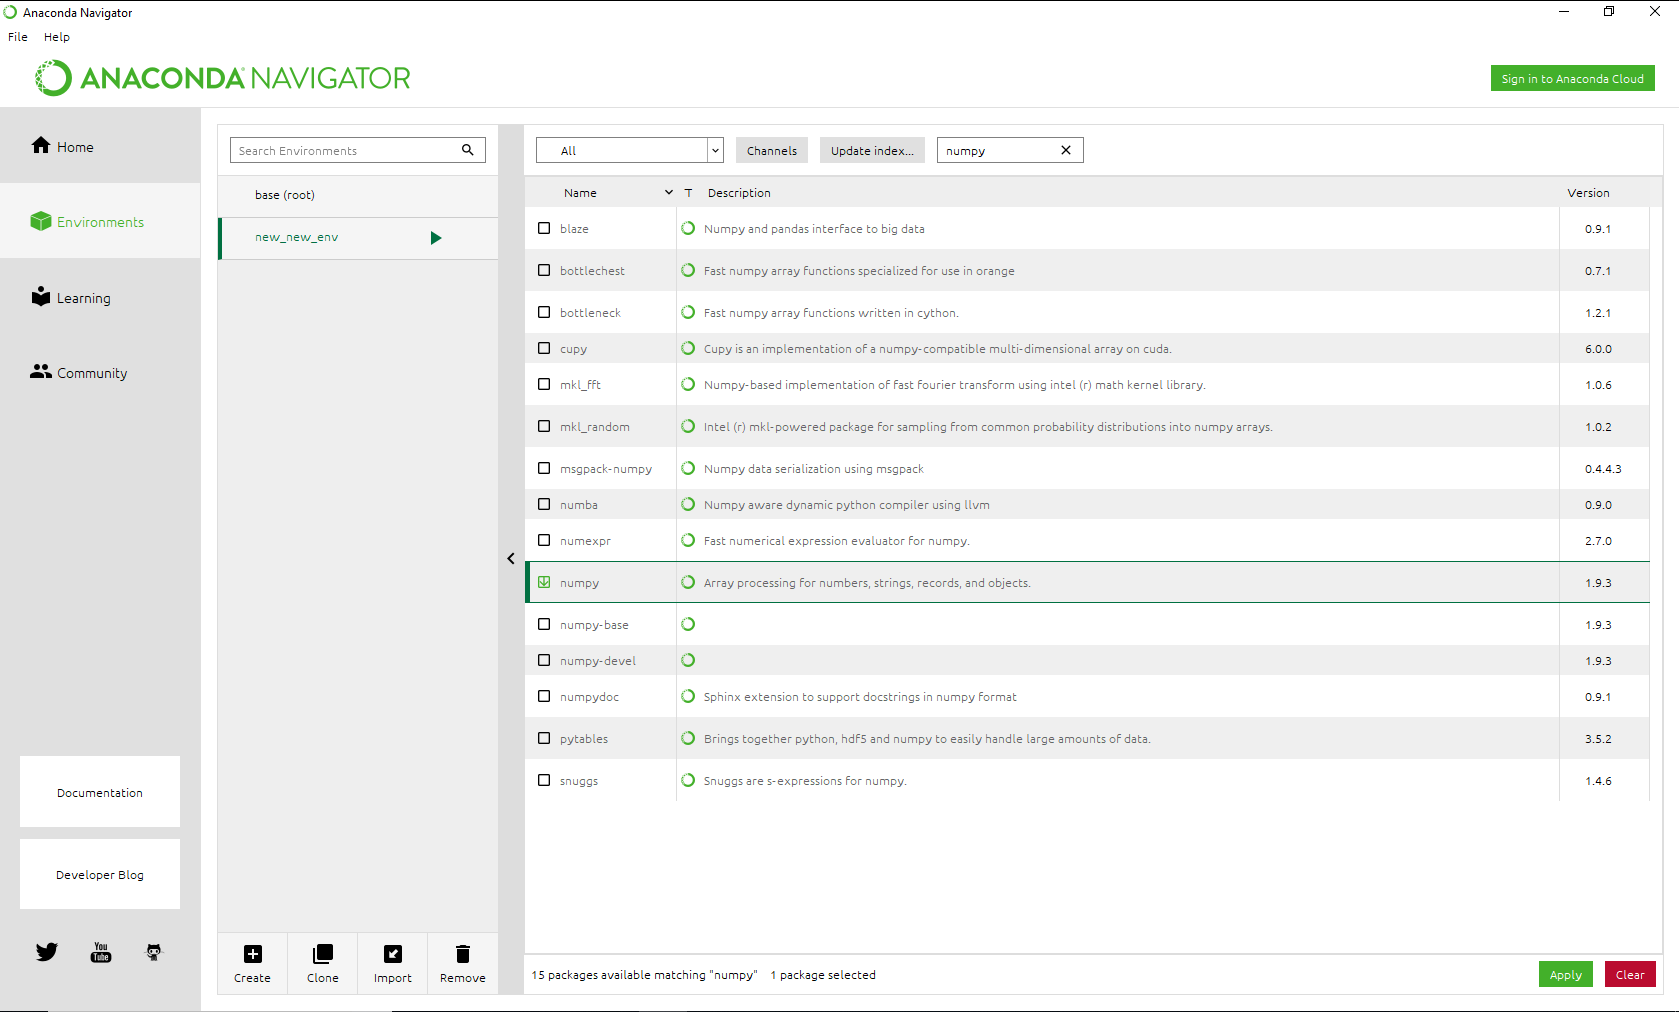 Anaconda Navigator
File Help
ANACONDA NAVIGATOR
Sign in to Anaconda Cloud
Home
Environments
Learning
Community
Documentation
Developer Blog
You
Tube
Search Environments
base (root)
new_new_env
Create Clone Import Remove
All Channels Update index... numpy
Name T Description Version
blaze Numpy and pandas interface to big data 0.9.1
bottlechest Fast numpy array functions specialized for use in orange 0.7.1
bottleneck Fast numpy array functions written in cython. 1.2.1
cupy Cupy is an implementation of a numpy-compatible multi-dimensional array on cuda. 6.0.0
mkl_fft Numpy-based implementation of fast fourier transform using intel (r) math kernel library. 1.0.6
mkl_random Intel (r) mkl-powered package for sampling from common probability distributions into numpy arrays. 1.0.2
msgpack-numpy Numpy data serialization using msgpack 0.4.4.3
numba Numpy aware dynamic python compiler using llvm 0.9.0
numexpr Fast numerical expression evaluator for numpy. 2.7.0
numpy Array processing for numbers, strings, records, and objects. 1.9.3
numpy-base 1.9.3
numpy-devel 1.9.3
numpydoc Sphinx extension to support docstrings in numpy format 0.9.1
pytables Brings together python, hdf5 and numpy to easily handle large amounts of data. 3.5.2
snuggs Snuggs are s-expressions for numpy. 1.4.6
15 packages available matching "numpy" 1 package selected
Apply Clear